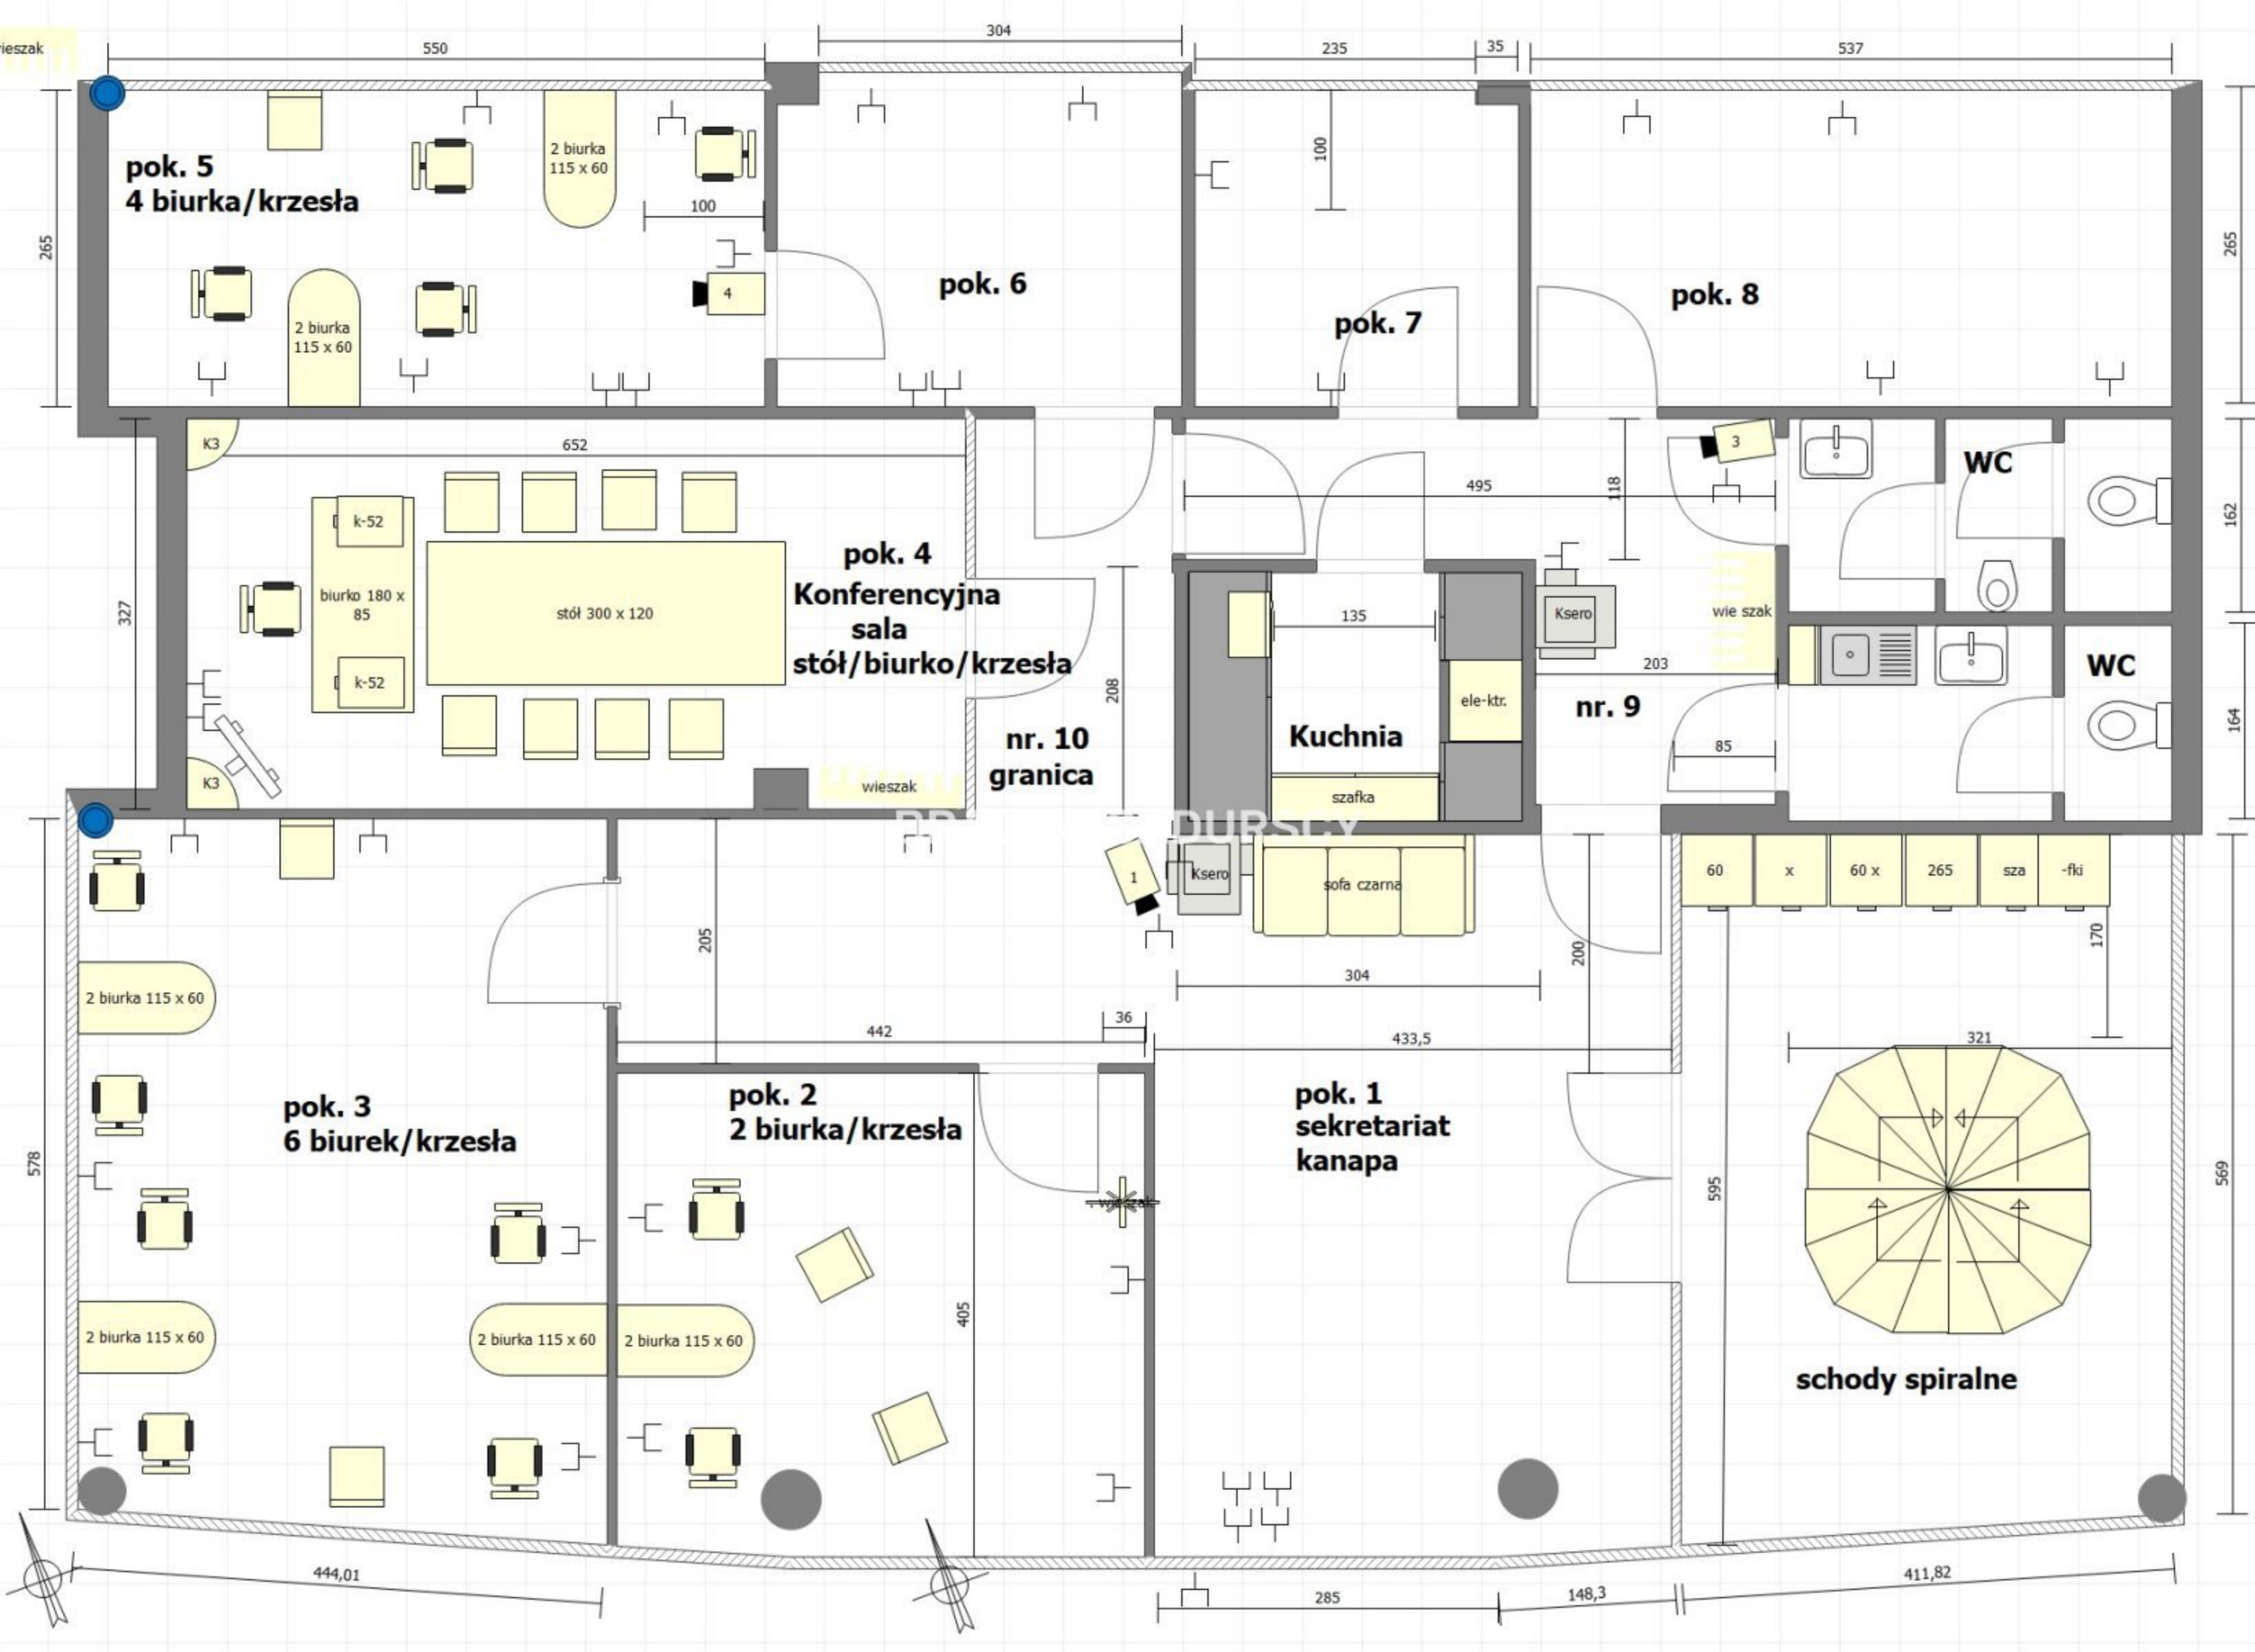 550
304
235
35
537
265
pok. 5
4 biurka/krzesła
2 biurka
115 x 60
100
4
2 biurka
115 x 60
pok. 6
100
pok. 7
pok. 8
265
K3
652
k-52
biurko 180 x
85
k-52
stół 300 x 120
K3
327
pok. 4
Konferencyjna
sala
stół/biurko/krzesła
wieszak
nr. 10
granica
208
495
118
3
135
Kuchnia
szafka
ele-ktr.
Ksero
wie szak
203
nr. 9
85
WC
WC
162
164
2 biurka 115 x 60
2 biurka 115 x 60
2 biurka 115 x 60
pok. 3
6 biurek/krzesła
578
205
442
36
1
Ksero
sofa czarna
304
433,5
200
pok. 2
2 biurka/krzesła
2 biurka 115 x 60
405
wieszak
pok. 1
sekretariat
kanapa
60
x
60 x
265
sza
-fki
170
321
595
569
schody spiralne
444,01
285
148,3
411,82